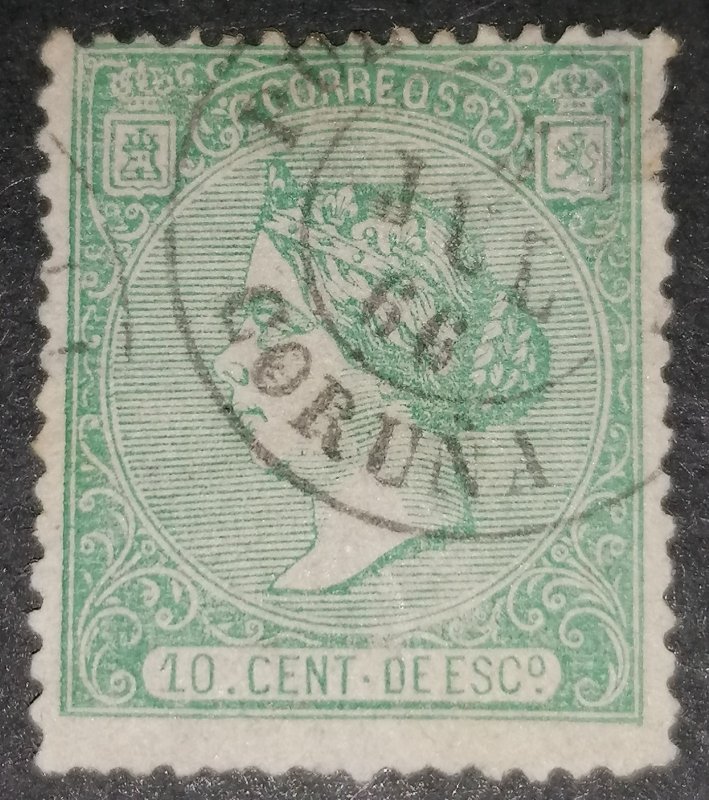 CORREOS
JUL
66
CORUÑA
10. CENT. DE ESCº.